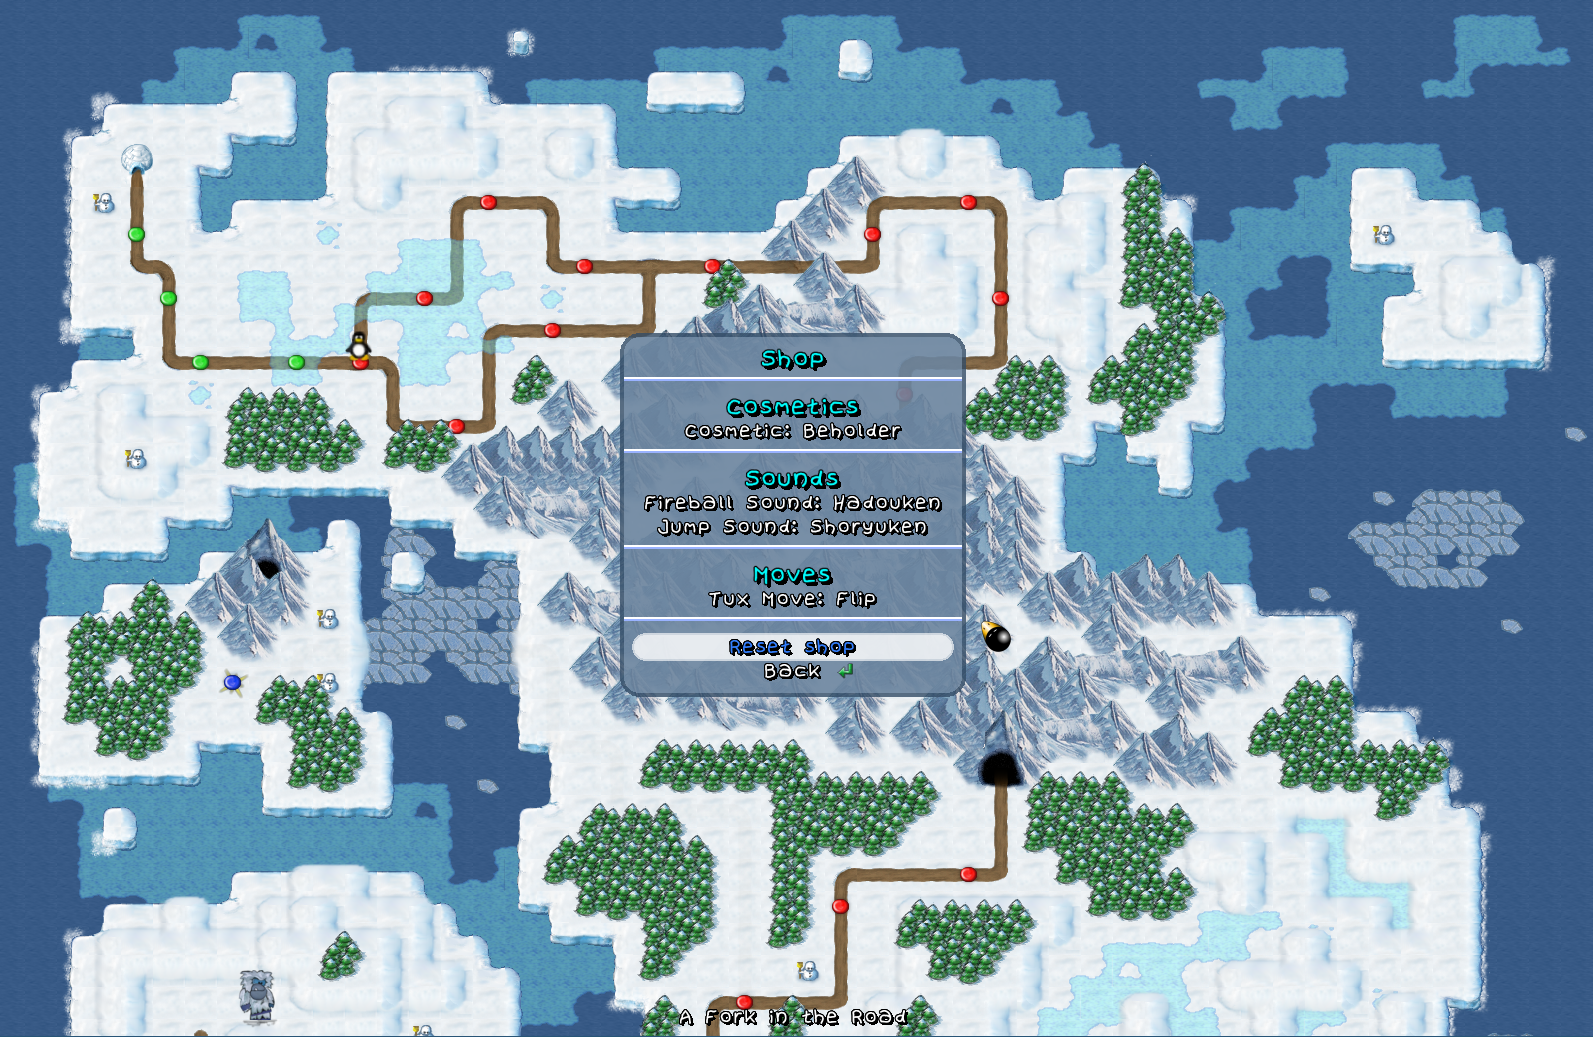 Shop
Cosmetics
Cosmetic: Beholder
Sounds
Fireball Sound: Hadouken
Jump Sound: Shoryuken
Moves
Tux Move: Flip
Reset shop
Back
A Fork in the Road